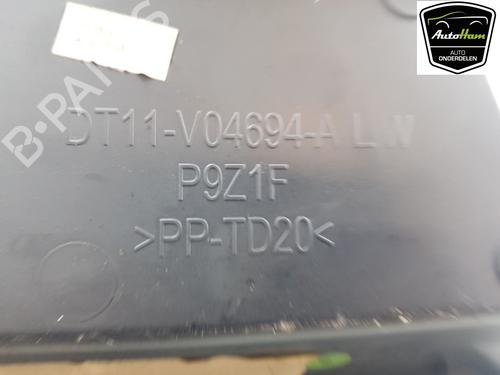 AutoHam
AUTO
ONDERDELEN
B-PARTS
DT11-V04694-A LW
P9Z1F
>PP-TD20<